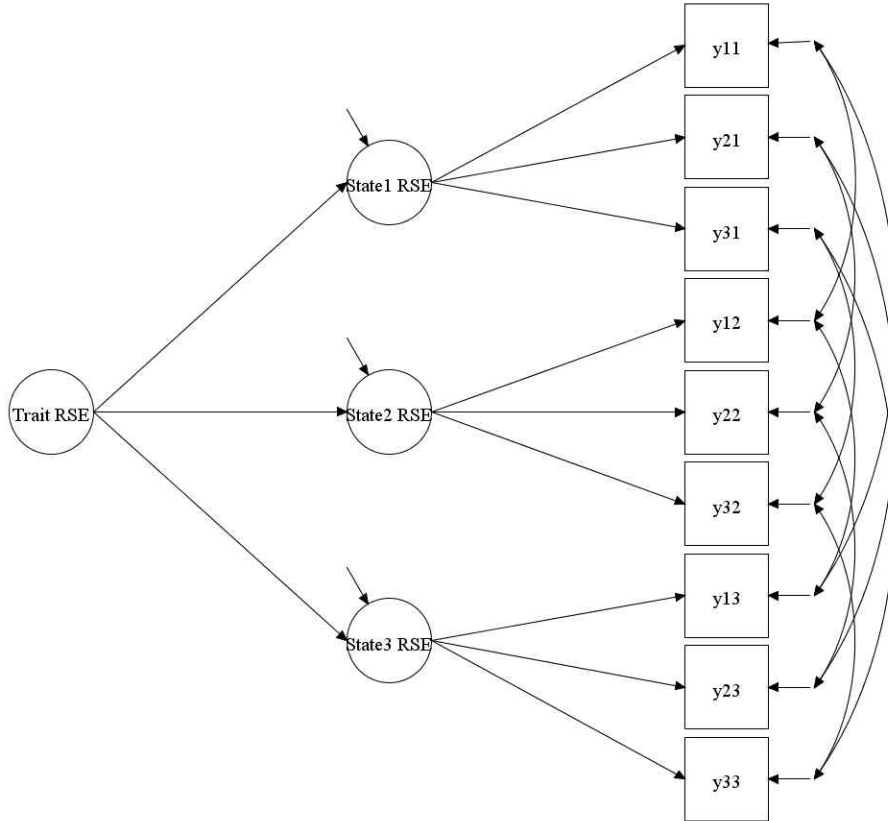 y11
y21
State1 RSE
y31
y12
Trait RSE
State2 RSE
y22
y32
y13
State3 RSE
y23
y33